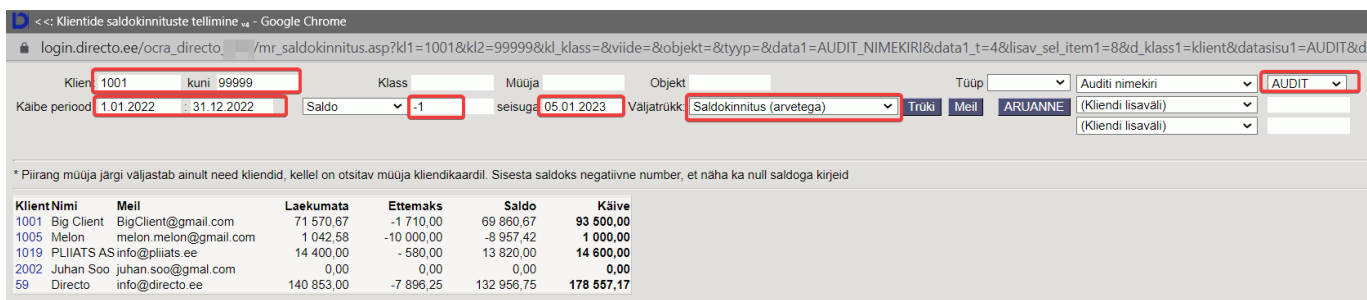 <<: Klientide saldokinnituste tellimine v4 - Google Chrome
login.directo.ee/ocra_directo_ /mr_saldokinnitus.asp?kl1=1001&kl2=99999&kl_klass=&viide=&objekt=&tyyp=&data1=AUDIT_NIMEKIRI&data1_t=4&lisav_sel_item1=8&d_klass1=klient&datasisu1=AUDIT&d
Klient 1001 kuni 99999 Klass Müüja Objekt Tüüp Auditi nimekiri AUDIT
Käibe periood 1.01.2022 : 31.12.2022 Saldo -1 seisuga 05.01.2023 Väljatrükk: Saldokinnitus (arvetega) Trüki Meil ARUANNE (Kliendi lisaväli)
(Kliendi lisaväli)
* Piirang müüja järgi väljastab ainult need kliendid, kellel on otsitav müüja kliendikaardil. Sisesta saldoks negatiivne number, et näha ka null saldoga kirjeid
Klient Nimi Meil Laekumata Ettemaks Saldo Käive
1001 Big Client BigClient@gmail.com 71 570,67 -1 710,00 69 860,67 93 500,00
1005 Melon melon.melon@gmail.com 1 042,58 -10 000,00 -8 957,42 1 000,00
1019 PLIIATS AS info@pliiats.ee 14 400,00 - 580,00 13 820,00 14 600,00
2002 Juhan Soo juhan.soo@gmal.com 0,00 0,00 0,00 0,00
59 Directo info@directo.ee 140 853,00 -7 896,25 132 956,75 178 557,17